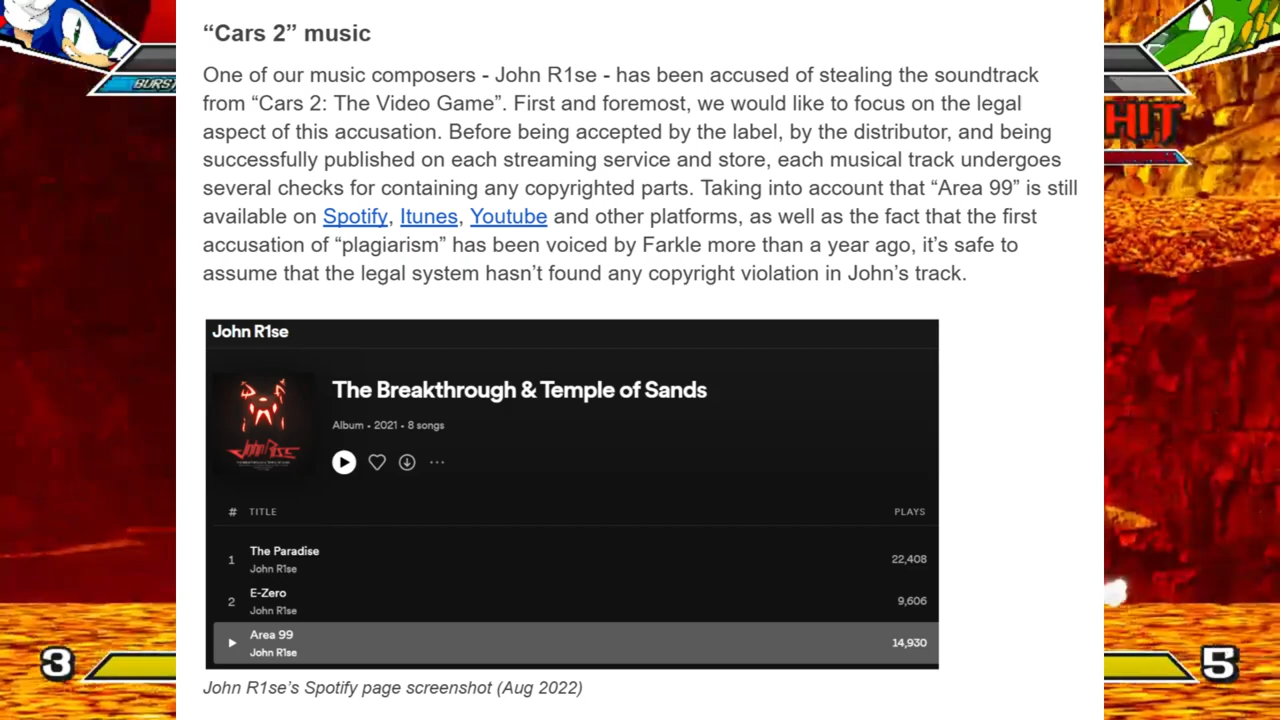 “Cars 2” music
One of our music composers - John R1se - has been accused of stealing the soundtrack
from “Cars 2: The Video Game”. First and foremost, we would like to focus on the legal
aspect of this accusation. Before being accepted by the label, by the distributor, and being
successfully published on each streaming service and store, each musical track undergoes
several checks for containing any copyrighted parts. Taking into account that “Area 99” is still
available on Spotify, Itunes, Youtube and other platforms, as well as the fact that the first
accusation of “plagiarism” has been voiced by Farkle more than a year ago, it’s safe to
assume that the legal system hasn’t found any copyright violation in John’s track.
BURST
HIT
John R1se
The Breakthrough & Temple of Sands
Album • 2021 • 8 songs
# TITLE PLAYS
1 The Paradise 22,408
John R1se
2 E-Zero 9,606
John R1se
Area 99 14,930
John R1se
John R1se’s Spotify page screenshot (Aug 2022)
3
5